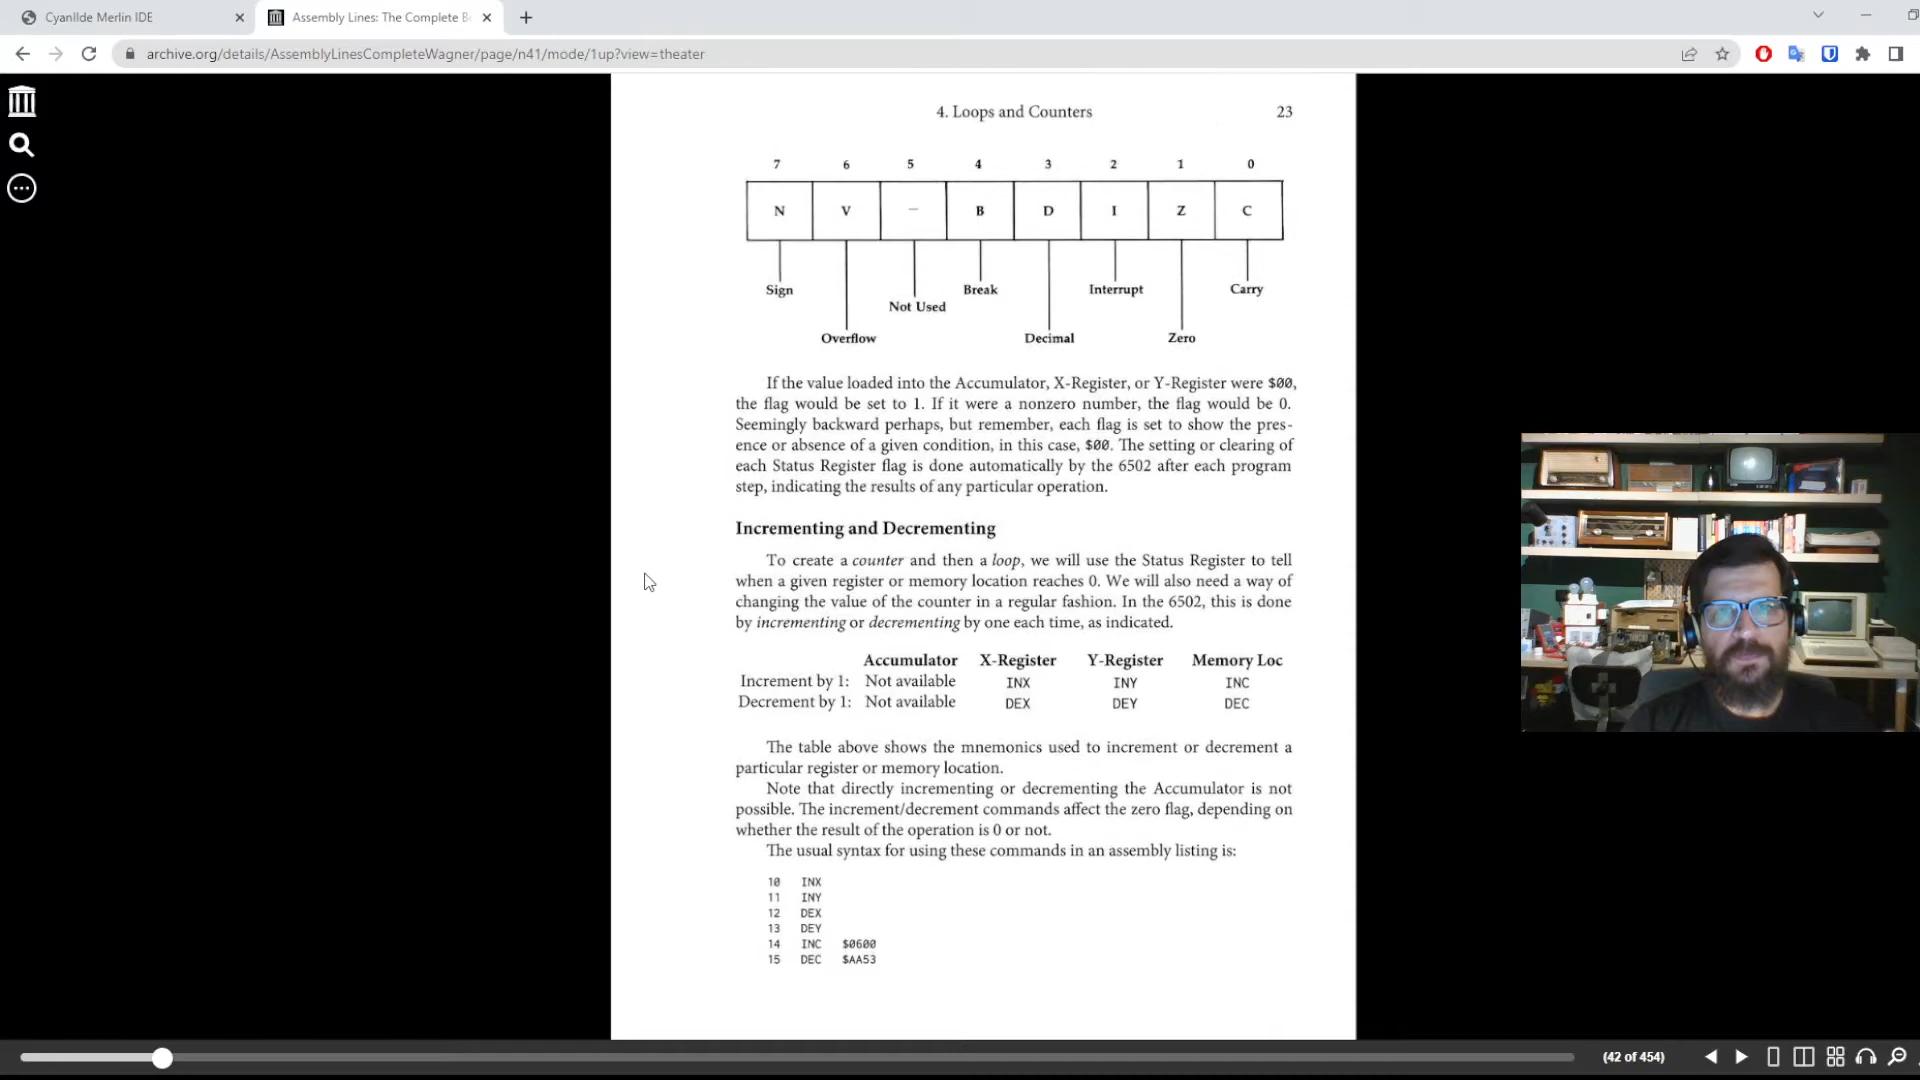 CyanIIde Merlin IDE
Assembly Lines: The Complete B
archive.org/details/AssemblyLinesCompleteWagner/page/n41/mode/1up?view=theater
4. Loops and Counters 23
7 6 5 4 3 2 1 0
N V – B D I Z C
Sign Break Interrupt Carry
Not Used
Overflow Decimal Zero
If the value loaded into the Accumulator, X-Register, or Y-Register were $00,
the flag would be set to 1. If it were a nonzero number, the flag would be 0.
Seemingly backward perhaps, but remember, each flag is set to show the pres-
ence or absence of a given condition, in this case, $00. The setting or clearing of
each Status Register flag is done automatically by the 6502 after each program
step, indicating the results of any particular operation.
Incrementing and Decrementing
To create a counter and then a loop, we will use the Status Register to tell
when a given register or memory location reaches 0. We will also need a way of
changing the value of the counter in a regular fashion. In the 6502, this is done
by incrementing or decrementing by one each time, as indicated.
Accumulator X-Register Y-Register Memory Loc
Increment by 1: Not available INX INY INC
Decrement by 1: Not available DEX DEY DEC
The table above shows the mnemonics used to increment or decrement a
particular register or memory location.
Note that directly incrementing or decrementing the Accumulator is not
possible. The increment/decrement commands affect the zero flag, depending on
whether the result of the operation is 0 or not.
The usual syntax for using these commands in an assembly listing is:
10 INX
11 INY
12 DEX
13 DEY
14 INC $0600
15 DEC $AA53
(42 of 454)